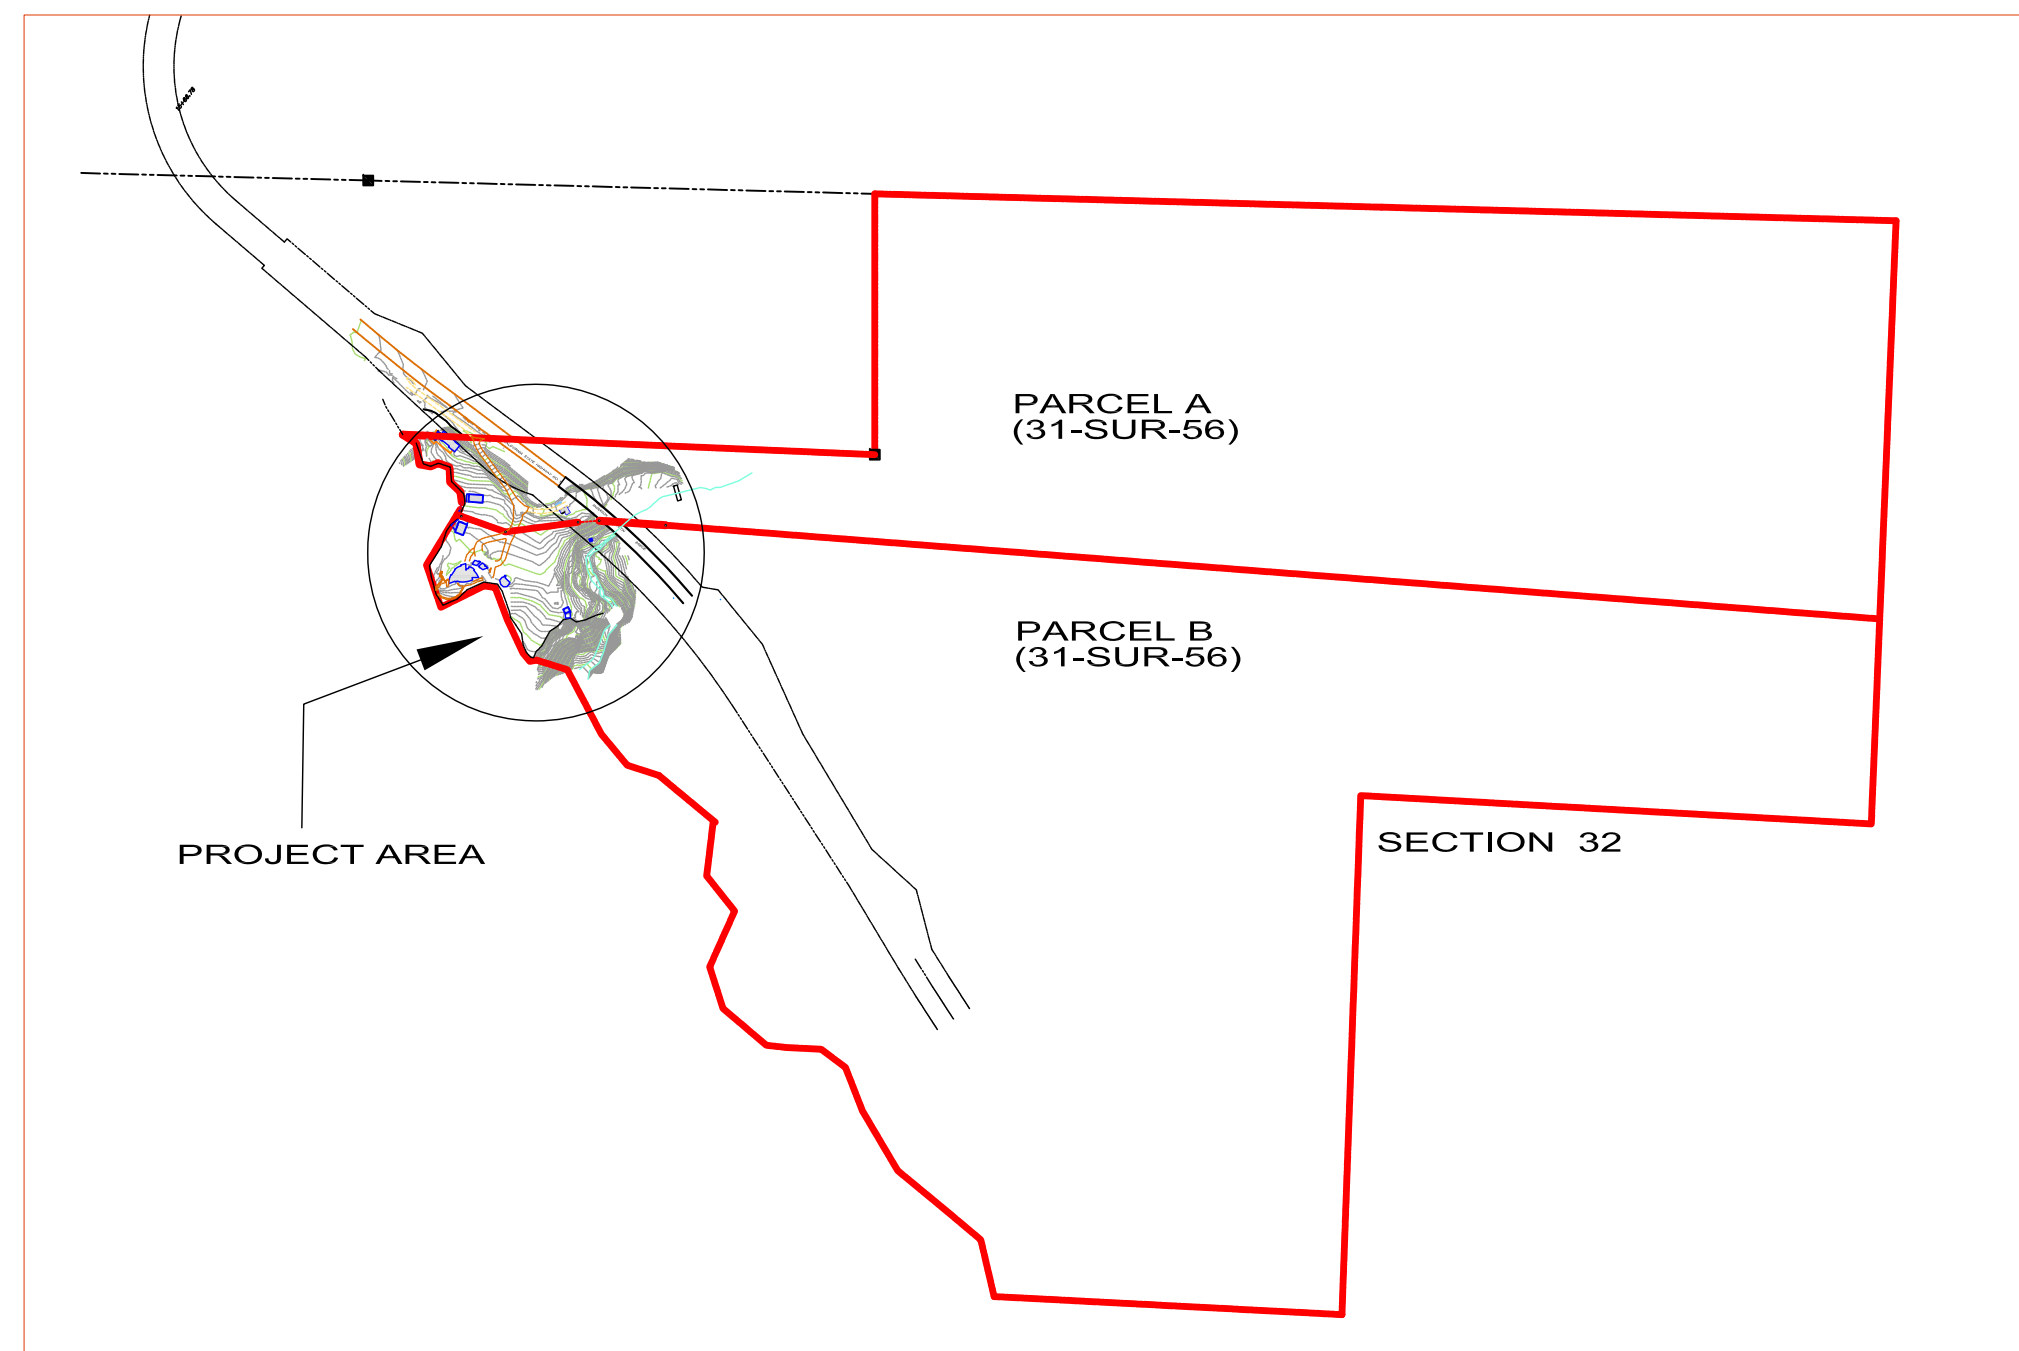 PARCEL A
(31-SUR-56)
PARCEL B
(31-SUR-56)
PROJECT AREA
SECTION 32